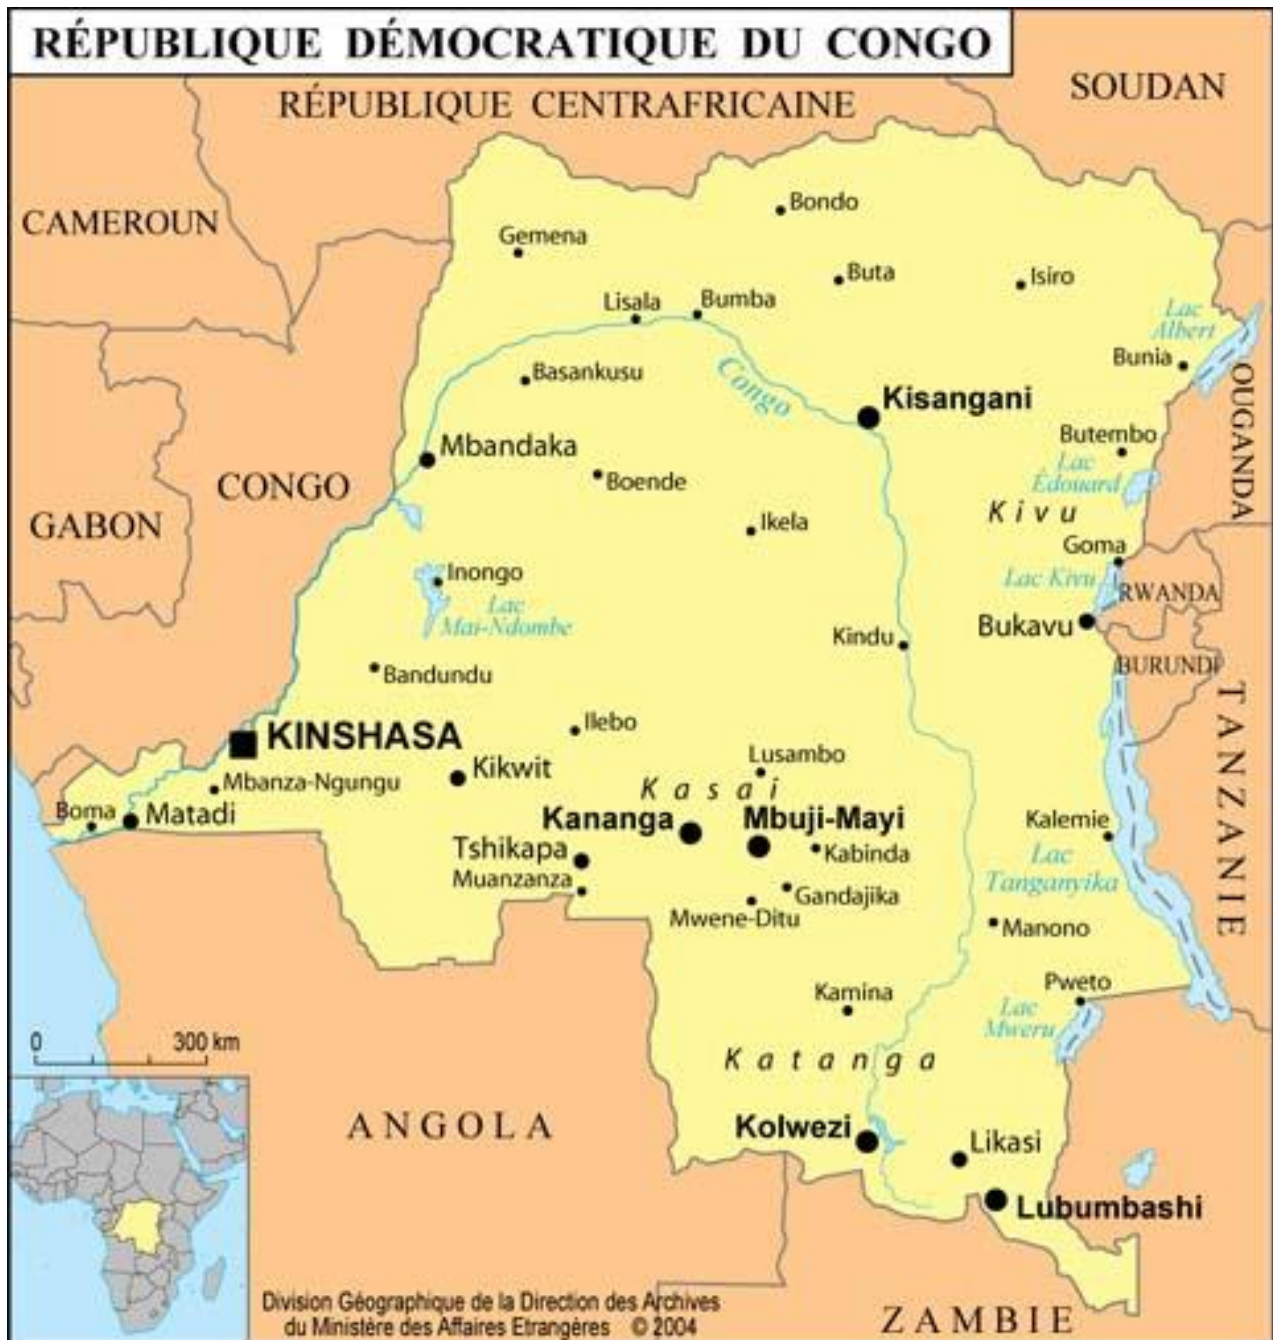 RÉPUBLIQUE DÉMOCRATIQUE DU CONGO
SOUDAN
RÉPUBLIQUE CENTRAFRICAINE
CAMEROUN
Bondo
Gemena
Buta
Isiro
Lisala
Bumba
Lac
Albert
Bunia
Basankusu
Congo
Kisangani
OUGANDA
Butembo
Mbandaka
Lac
Édouard
Boende
CONGO
GABON
Kivu
Ikela
Goma
Inongo
Lac Kivu
RWANDA
Lac
Mai-Ndombe
Bukavu
Kindu
BURUNDI
Bandundu
TANZANIE
Ilebo
KINSHASA
Lusambo
Kikwit
Mbanza-Ngungu
Kasai
Boma
Matadi
Kananga
Mbuji-Mayi
Kalemie
Tshikapa
Kabinda
Lac
Tanganyika
Muanzanza
Gandajika
Mwene-Ditu
Manono
Pweto
Kamina
Lac
Mweru
0 300 km
Katanga
ANGOLA
Kolwezi
Likasi
Lubumbashi
Division Géographique de la Direction des Archives
du Ministère des Affaires Etrangères © 2004
ZAMBIE